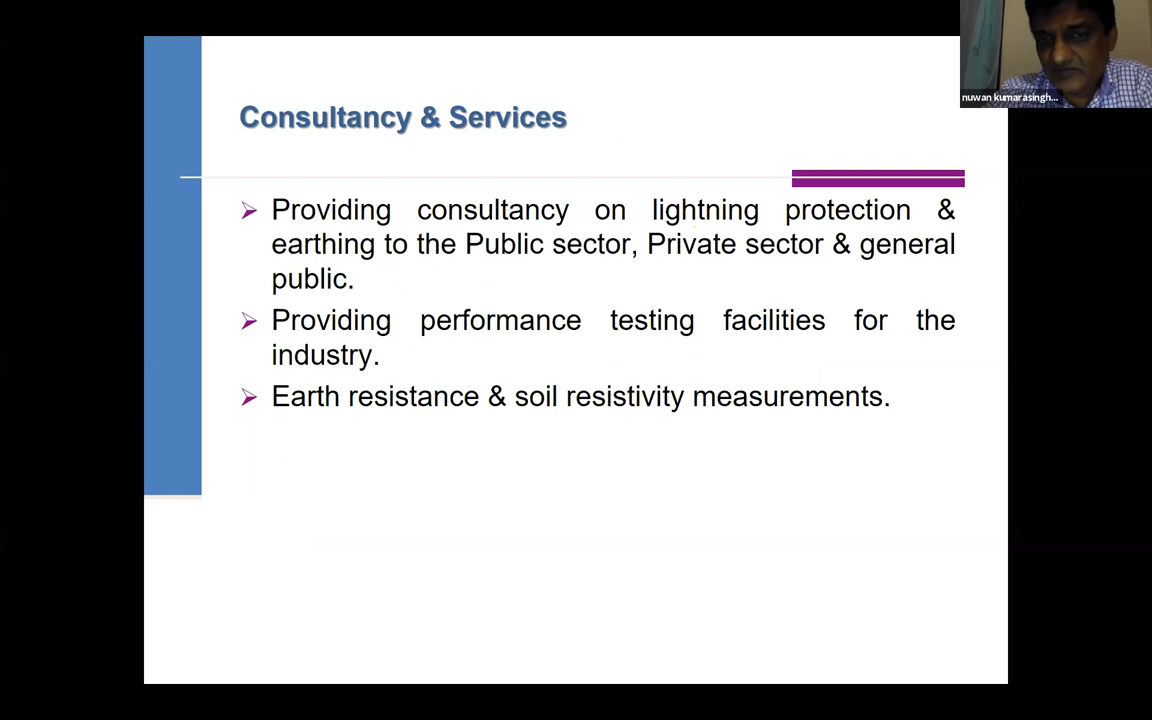 nuwan kumarasingh...
Consultancy & Services
Providing consultancy on lightning protection &
earthing to the Public sector, Private sector & general
public.
Providing performance testing facilities for the
industry.
Earth resistance & soil resistivity measurements.